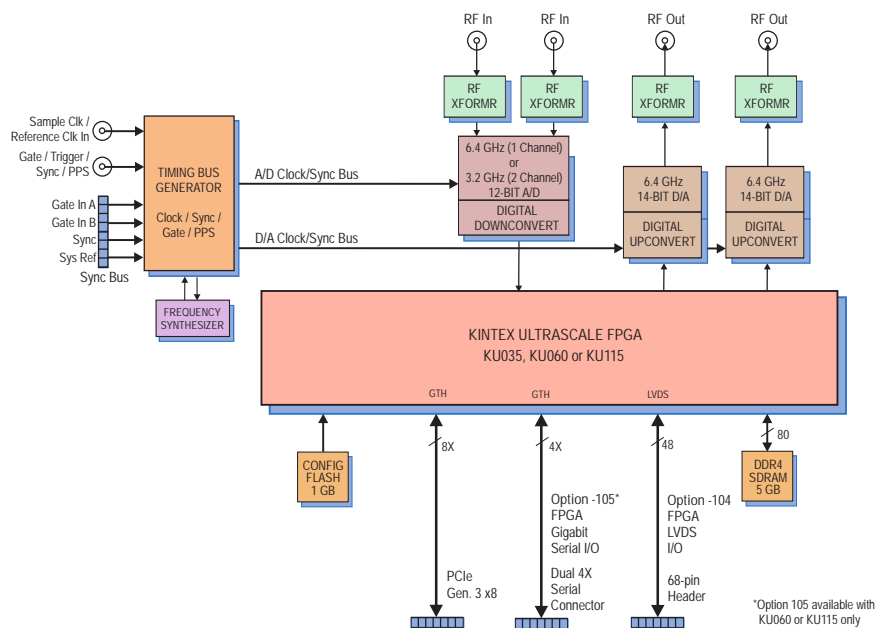 RF In
RF In
RF Out
RF Out
RF
XFORMR
RF
XFORMR
RF
XFORMR
RF
XFORMR
Sample Clk /
Reference Clk In
Gate / Trigger /
Sync / PPS
Gate In A
Gate In B
Sync
Sys Ref
Sync Bus
TIMING BUS
GENERATOR
Clock / Sync /
Gate / PPS
FREQUENCY
SYNTHESIZER
A/D Clock/Sync Bus
D/A Clock/Sync Bus
6.4 GHz (1 Channel)
or
3.2 GHz (2 Channel)
12-BIT A/D
DIGITAL
DOWNCONVERT
6.4 GHz
14-BIT D/A
DIGITAL
UPCONVERT
6.4 GHz
14-BIT D/A
DIGITAL
UPCONVERT
KINTEX ULTRASCALE FPGA
KU035, KU060 or KU115
GTH
GTH
LVDS
8X
4X
48
80
CONFIG
FLASH
1 GB
DDR4
SDRAM
5 GB
PCIe
Gen. 3 x8
Option -105*
FPGA
Gigabit
Serial I/O
Dual 4X
Serial
Connector
Option -104
FPGA
LVDS
I/O
68-pin
Header
*Option 105 available with
KU060 or KU115 only